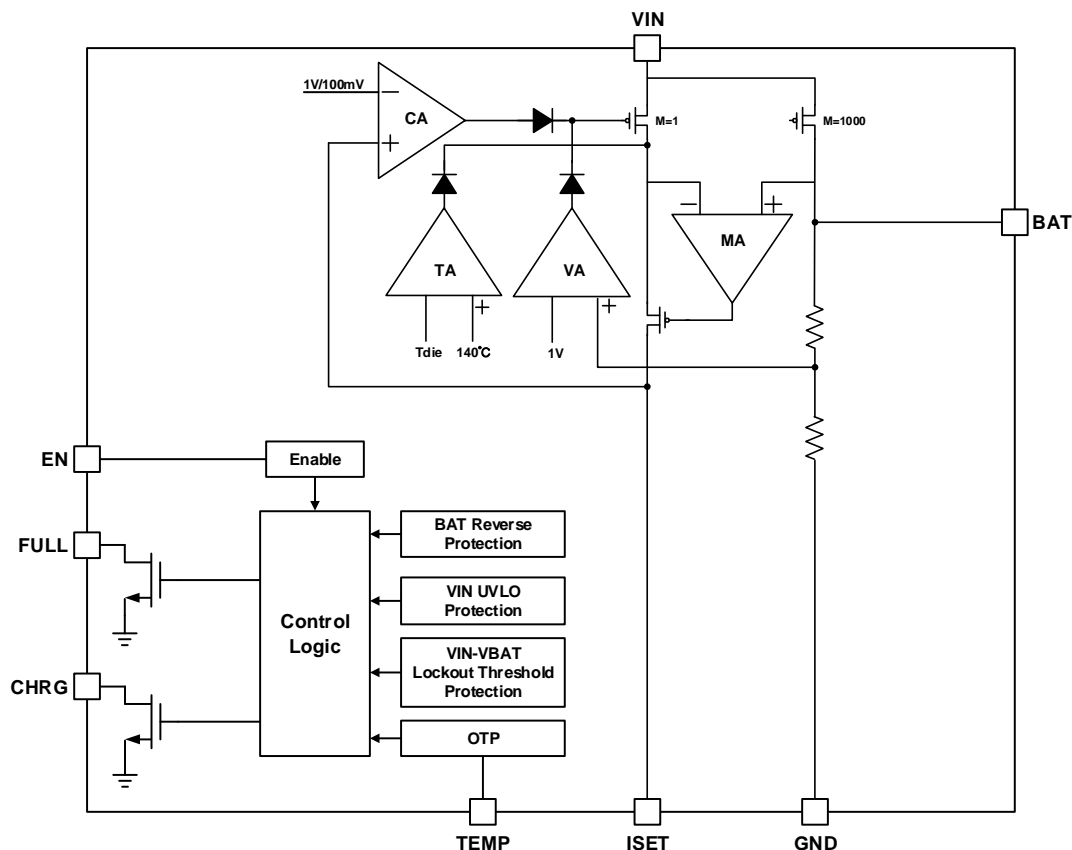 VIN
1V/100mV
−
CA
+
M=1
M=1000
−
+
MA
BAT
TA
+
VA
+
Tdie
140°C
1V
EN
Enable
FULL
BAT Reverse
Protection
VIN UVLO
Protection
Control
Logic
VIN-VBAT
Lockout Threshold
Protection
CHRG
OTP
TEMP
ISET
GND